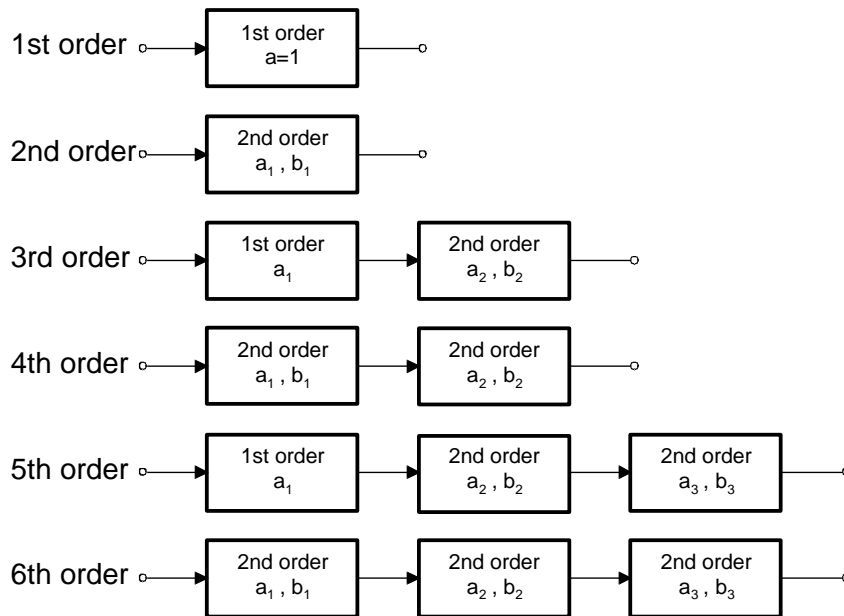 1st order
1st order
a=1
2nd order
2nd order
a₁ , b₁
3rd order
1st order
a₁
2nd order
a₂ , b₂
4th order
2nd order
a₁ , b₁
2nd order
a₂ , b₂
5th order
1st order
a₁
2nd order
a₂ , b₂
2nd order
a₃ , b₃
6th order
2nd order
a₁ , b₁
2nd order
a₂ , b₂
2nd order
a₃ , b₃